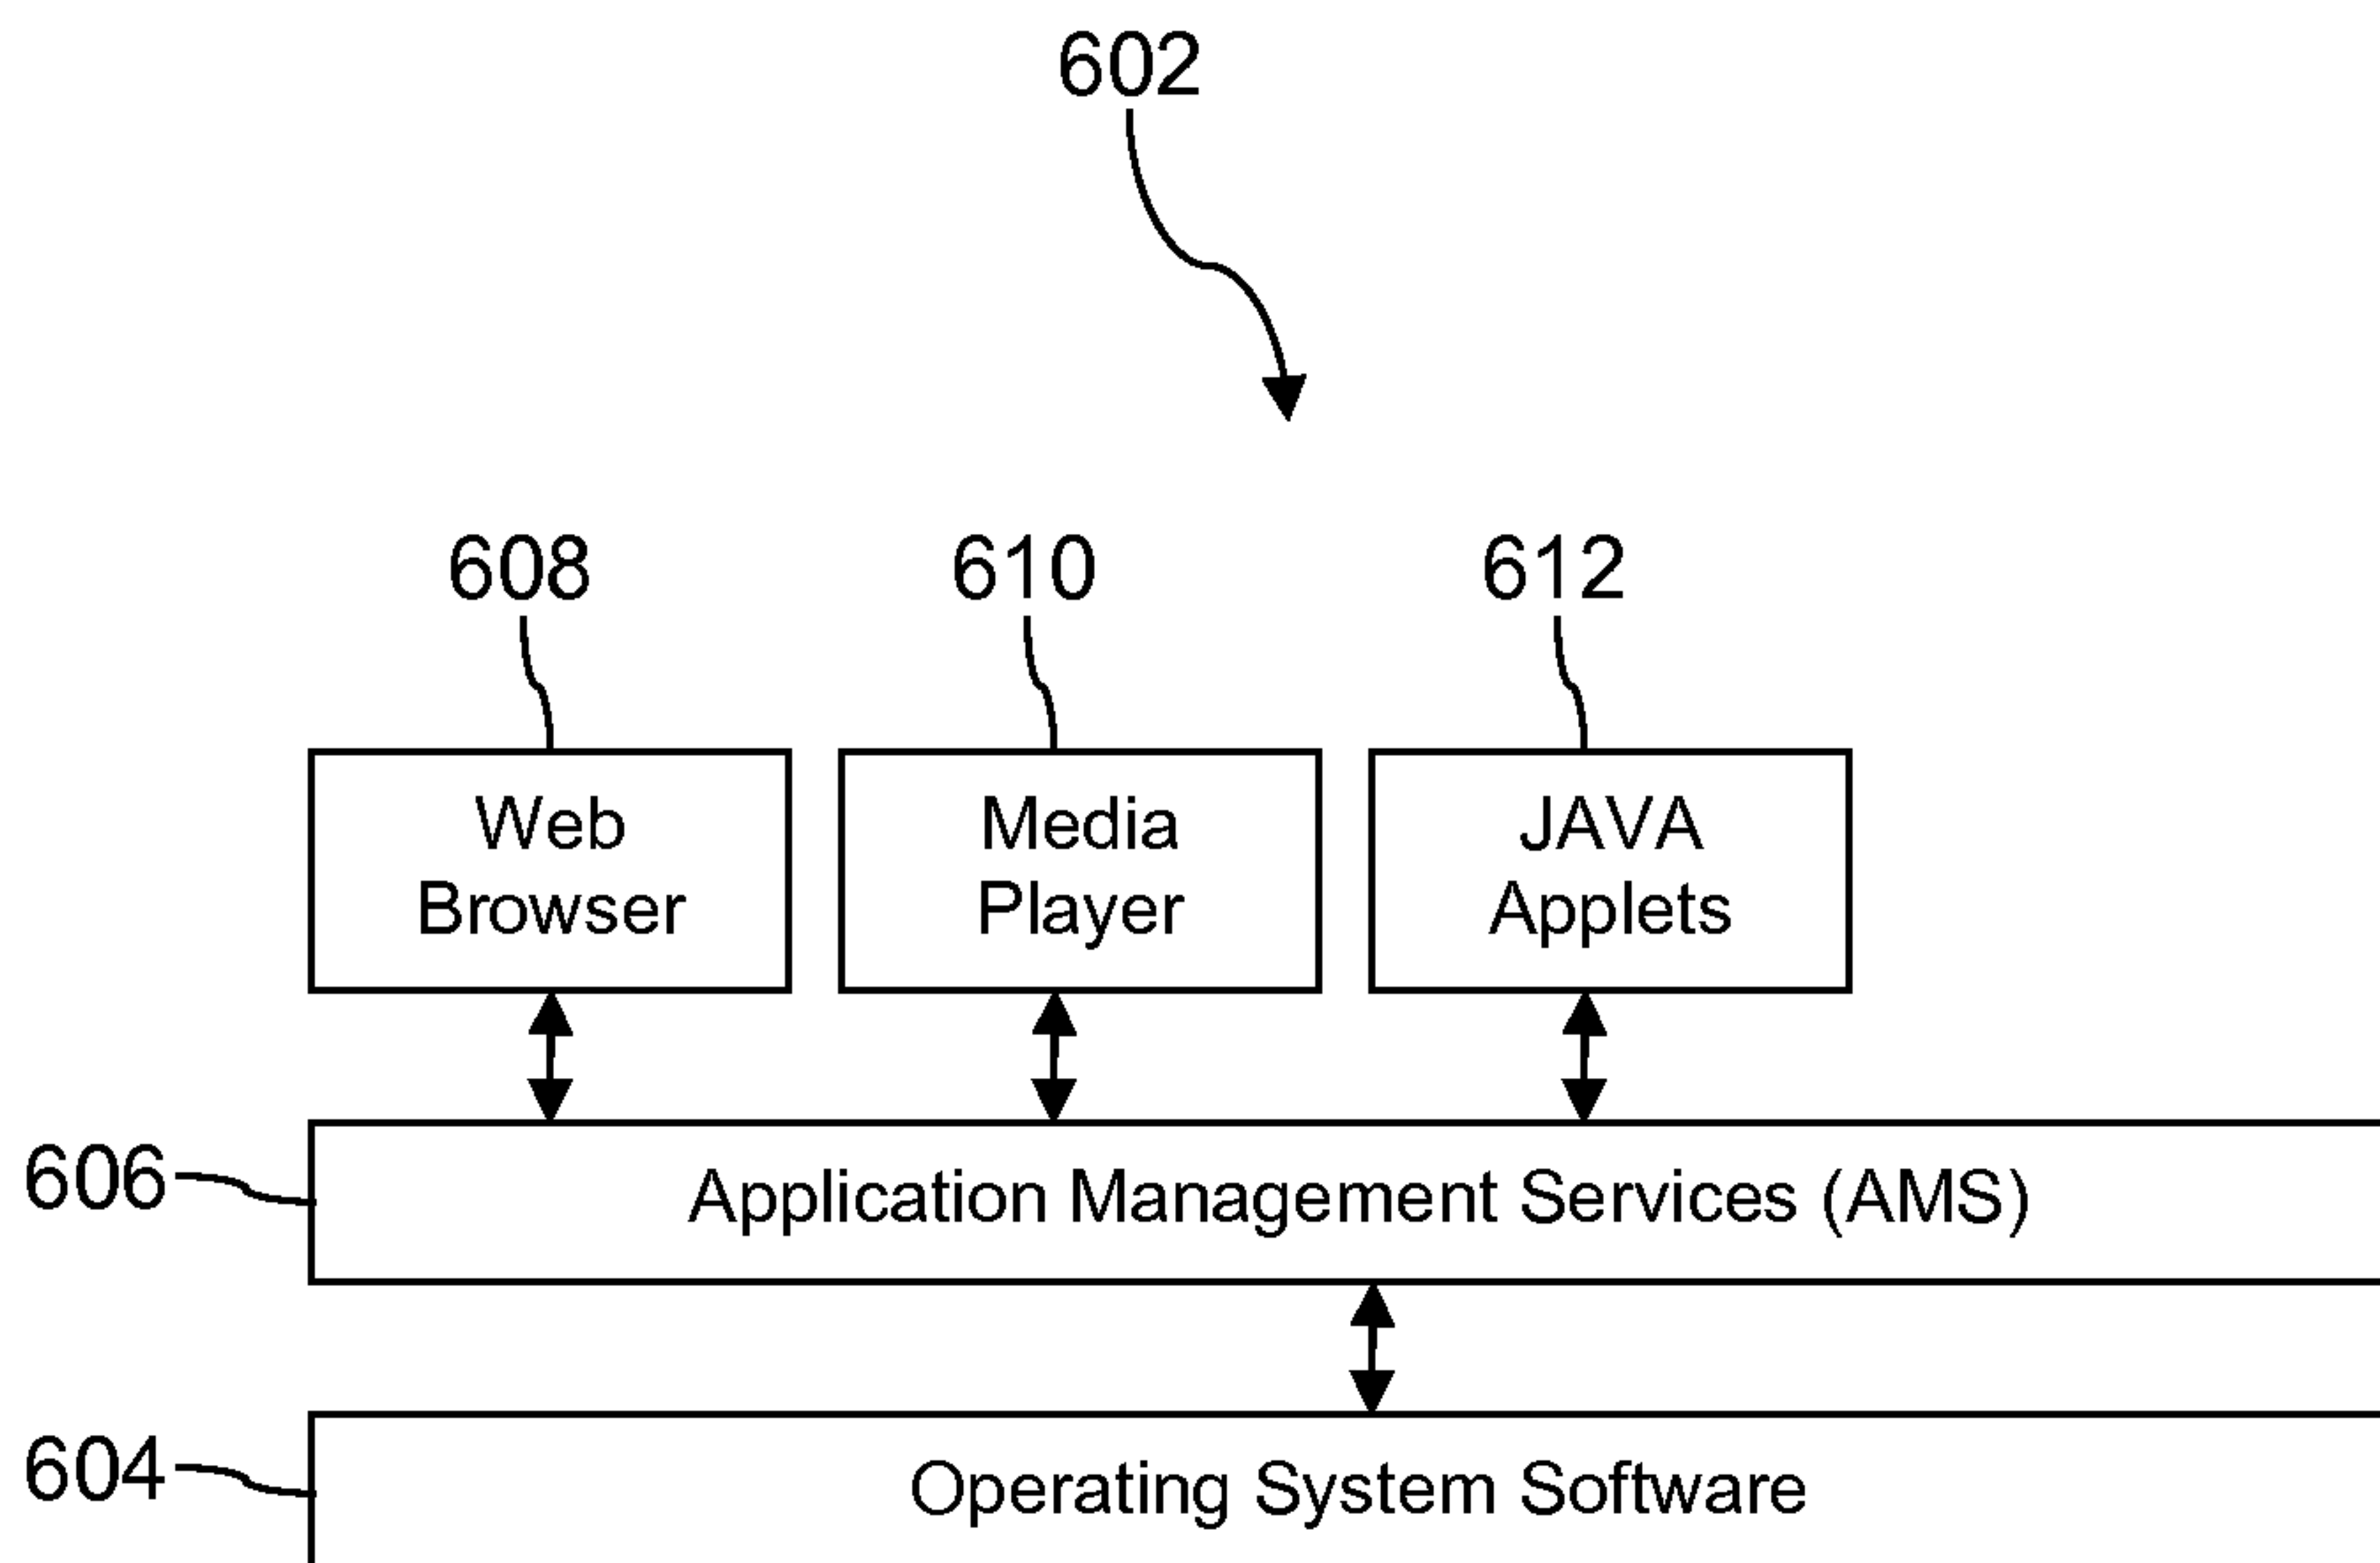 602
608
610
612
Web
Browser
Media
Player
JAVA
Applets
606
Application Management Services (AMS)
604
Operating System Software